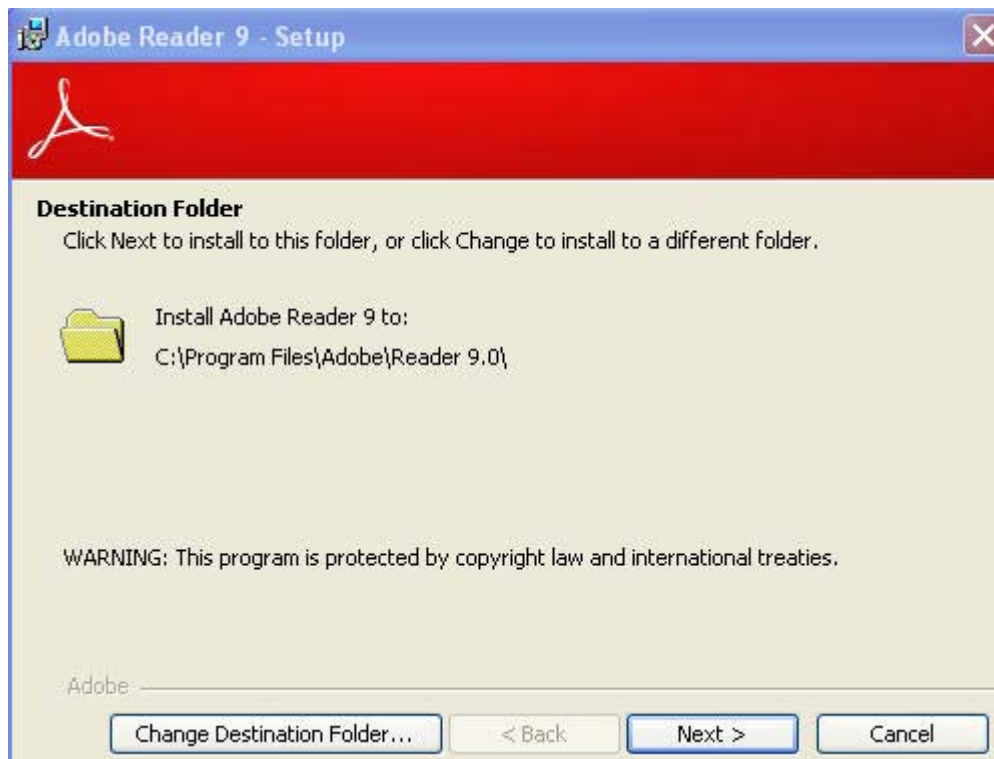 Adobe Reader 9 - Setup
Destination Folder
Click Next to install to this folder, or click Change to install to a different folder.
Install Adobe Reader 9 to:
C:\Program Files\Adobe\Reader 9.0\
WARNING: This program is protected by copyright law and international treaties.
Adobe
Change Destination Folder...
< Back
Next >
Cancel